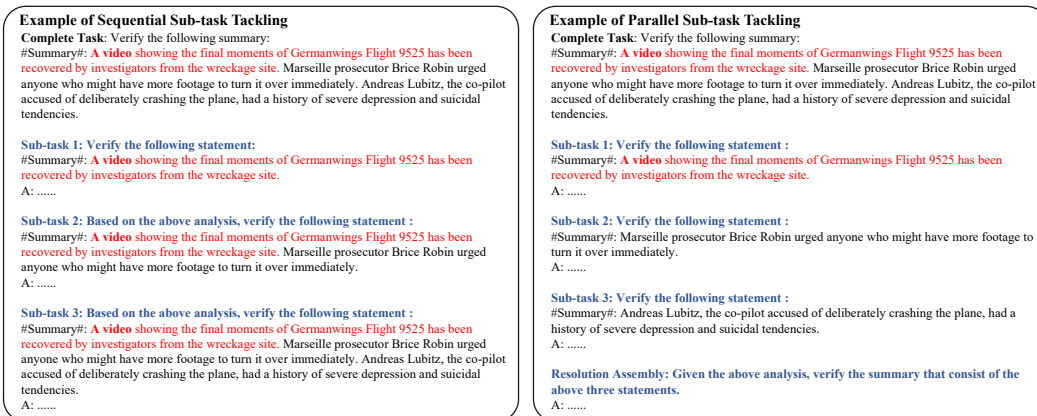 Example of Sequential Sub-task Tackling
Complete Task: Verify the following summary:
#Summary#: A video showing the final moments of Germanwings Flight 9525 has been
recovered by investigators from the wreckage site. Marseille prosecutor Brice Robin urged
anyone who might have more footage to turn it over immediately. Andreas Lubitz, the co-pilot
accused of deliberately crashing the plane, had a history of severe depression and suicidal
tendencies.
Sub-task 1: Verify the following statement:
#Summary#: A video showing the final moments of Germanwings Flight 9525 has been
recovered by investigators from the wreckage site.
A: ......
Sub-task 2: Based on the above analysis, verify the following statement :
#Summary#: A video showing the final moments of Germanwings Flight 9525 has been
recovered by investigators from the wreckage site. Marseille prosecutor Brice Robin urged
anyone who might have more footage to turn it over immediately.
A: ......
Sub-task 3: Based on the above analysis, verify the following statement :
#Summary#: A video showing the final moments of Germanwings Flight 9525 has been
recovered by investigators from the wreckage site. Marseille prosecutor Brice Robin urged
anyone who might have more footage to turn it over immediately. Andreas Lubitz, the co-pilot
accused of deliberately crashing the plane, had a history of severe depression and suicidal
tendencies.
A: ......
Example of Parallel Sub-task Tackling
Complete Task: Verify the following summary:
#Summary#: A video showing the final moments of Germanwings Flight 9525 has been
recovered by investigators from the wreckage site. Marseille prosecutor Brice Robin urged
anyone who might have more footage to turn it over immediately. Andreas Lubitz, the co-pilot
accused of deliberately crashing the plane, had a history of severe depression and suicidal
tendencies.
Sub-task 1: Verify the following statement :
#Summary#: A video showing the final moments of Germanwings Flight 9525 has been
recovered by investigators from the wreckage site.
A: ......
Sub-task 2: Verify the following statement :
#Summary#: Marseille prosecutor Brice Robin urged anyone who might have more footage to
turn it over immediately.
A: ......
Sub-task 3: Verify the following statement :
#Summary#: Andreas Lubitz, the co-pilot accused of deliberately crashing the plane, had a
history of severe depression and suicidal tendencies.
A: ......
Resolution Assembly: Given the above analysis, verify the summary that consist of the
above three statements.
A: ......